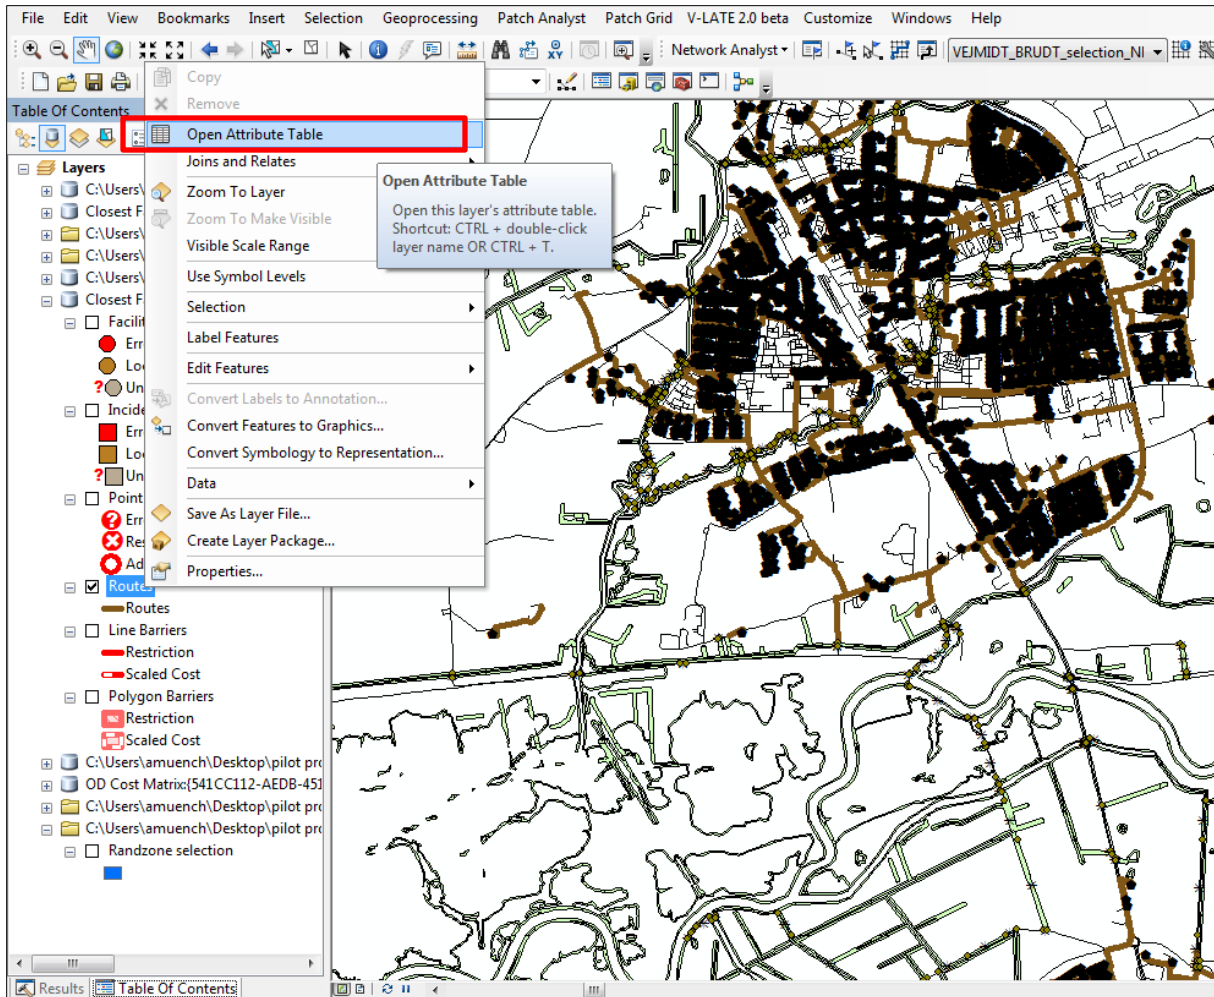 File Edit View Bookmarks Insert Selection Geoprocessing Patch Analyst Patch Grid V-LATE 2.0 beta Customize Windows Help
Network Analyst
VEJMIDT_BRUDT_selection_NI
Table Of Contents
Layers
C:\Users\
Closest F
C:\Users\
C:\Users\
C:\Users\
Closest F
Facilit
Err
Lo
? Un
Incide
Err
Lo
? Un
Point
? Err
Res
Ad
Routes
Routes
Line Barriers
Restriction
Scaled Cost
Polygon Barriers
Restriction
Scaled Cost
C:\Users\amuench\Desktop\pilot pro
OD Cost Matrix:{541CC112-AEDB-451
C:\Users\amuench\Desktop\pilot pro
C:\Users\amuench\Desktop\pilot pro
Randzone selection
Copy
Remove
Open Attribute Table
Joins and Relates
Zoom To Layer
Zoom To Make Visible
Visible Scale Range
Use Symbol Levels
Selection
Label Features
Edit Features
Convert Labels to Annotation...
Convert Features to Graphics...
Convert Symbology to Representation...
Data
Save As Layer File...
Create Layer Package...
Properties...
Open Attribute Table
Open this layer's attribute table.
Shortcut: CTRL + double-click
layer name OR CTRL + T.
Results Table Of Contents